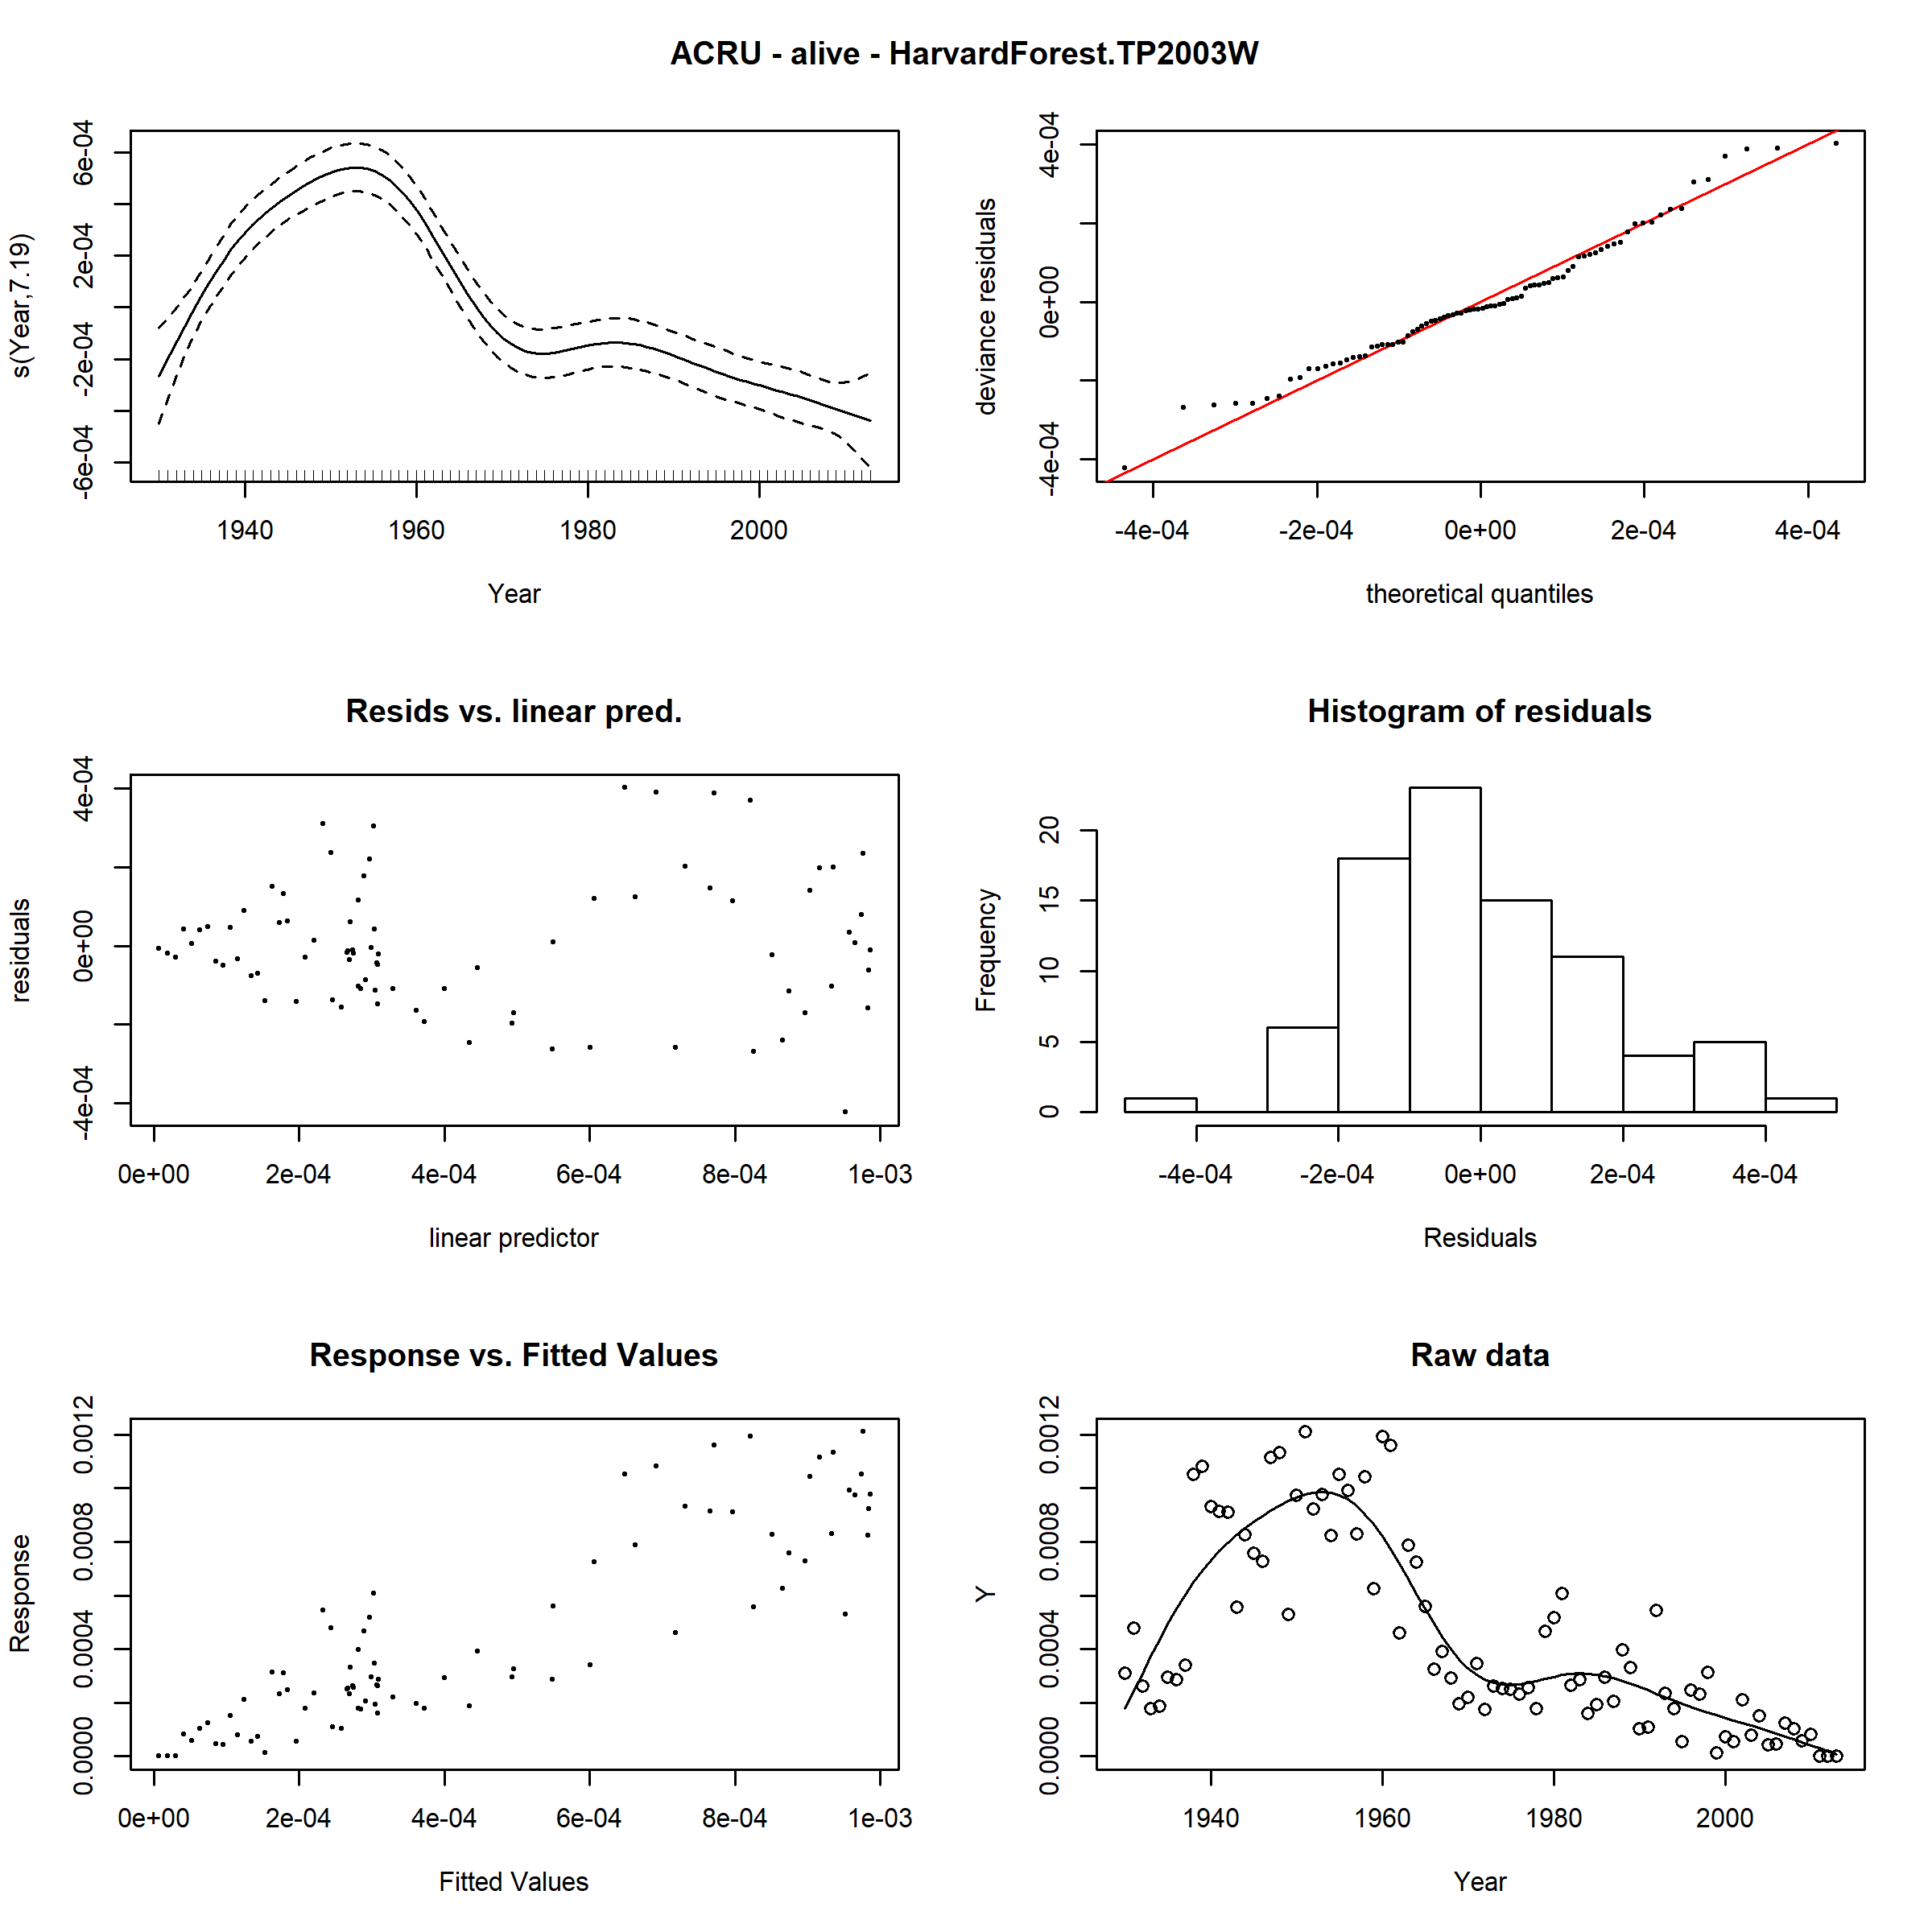 ACRU - alive - HarvardForest.TP2003W
s(Year,7.19)
-6e-04 -2e-04 2e-04 6e-04
1940 1960 1980 2000
Year
deviance residuals
-4e-04 0e+00 4e-04
-4e-04 -2e-04 0e+00 2e-04 4e-04
theoretical quantiles
Resids vs. linear pred.
residuals
-4e-04 0e+00 4e-04
0e+00 2e-04 4e-04 6e-04 8e-04 1e-03
linear predictor
Histogram of residuals
Frequency
0 5 10 15 20
-4e-04 -2e-04 0e+00 2e-04 4e-04
Residuals
Response vs. Fitted Values
Response
0.0000 0.0004 0.0008 0.0012
0e+00 2e-04 4e-04 6e-04 8e-04 1e-03
Fitted Values
Raw data
Y
0.0000 0.0004 0.0008 0.0012
1940 1960 1980 2000
Year